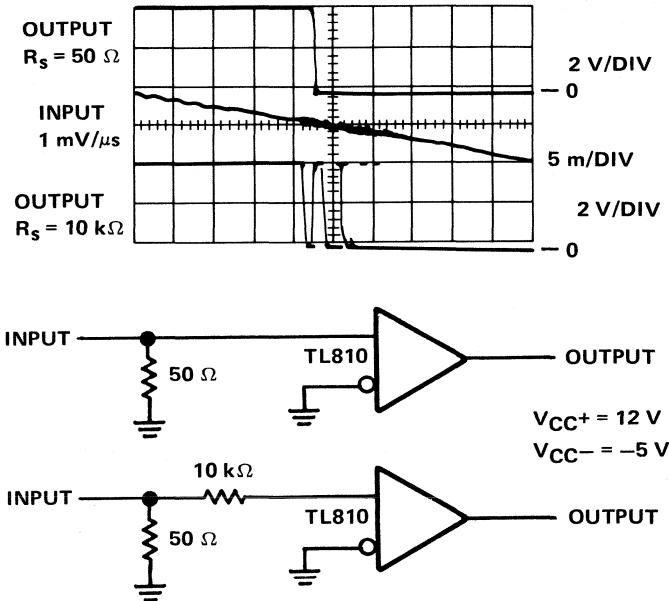 OUTPUT
Rs = 50 Ω
2 V/DIV
0
INPUT
1 mV/μs
5 m/DIV
OUTPUT
Rs = 10 kΩ
2 V/DIV
0
INPUT
50 Ω
TL810
OUTPUT
VCC+ = 12 V
VCC− = −5 V
INPUT
10 kΩ
50 Ω
TL810
OUTPUT